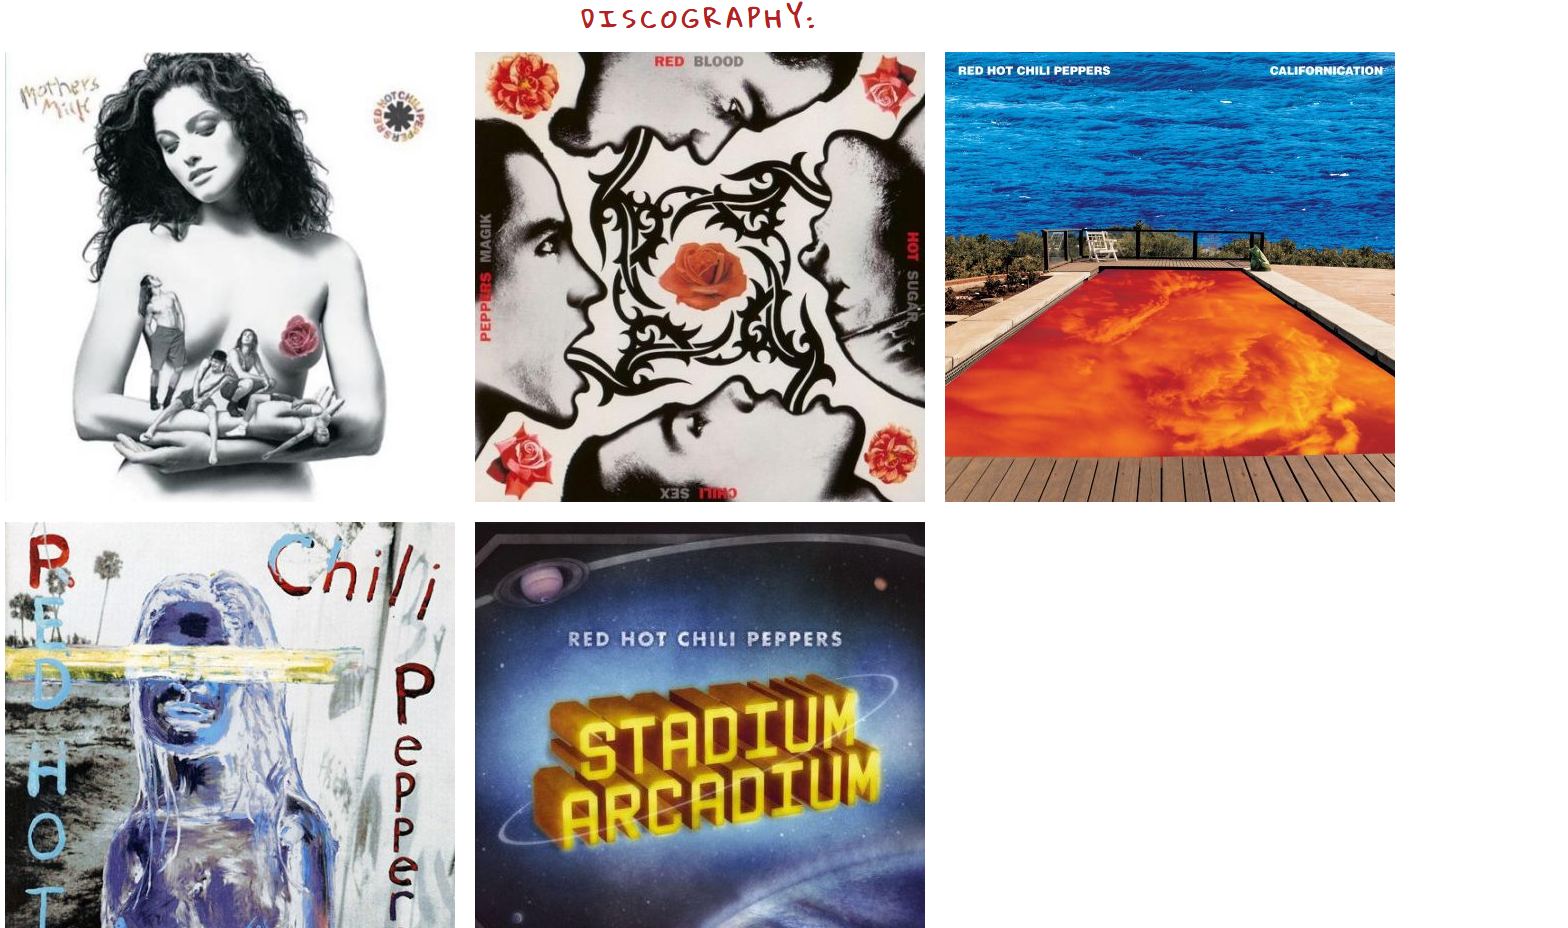 DISCOGRAPHY:
Mothers
Milk
RED HOT CHILI PEPPERS
RED BLOOD
HOT SUGAR
CHILI SEX
PEPPERS MAGIK
RED HOT CHILI PEPPERS
CALIFORNICATION
RED HOT
Chili
Pepper
RED HOT CHILI PEPPERS
STADIUM
ARCADIUM